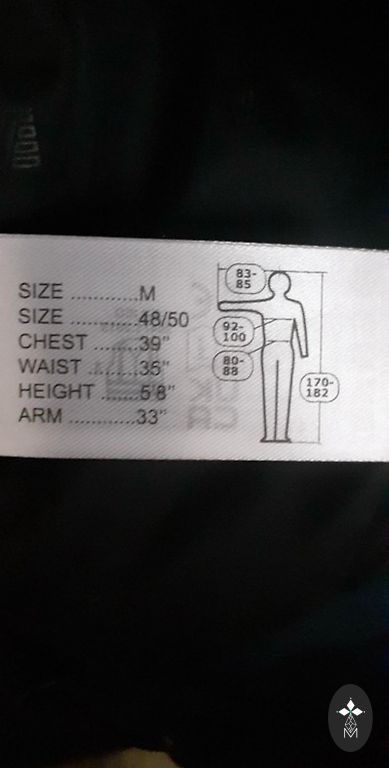 SIZE ............M
SIZE ............48/50
CHEST ........39"
WAIST .........35"
HEIGHT .......5'8"
ARM ............33"
83-
85
92-
100
80-
88
170-
182
M